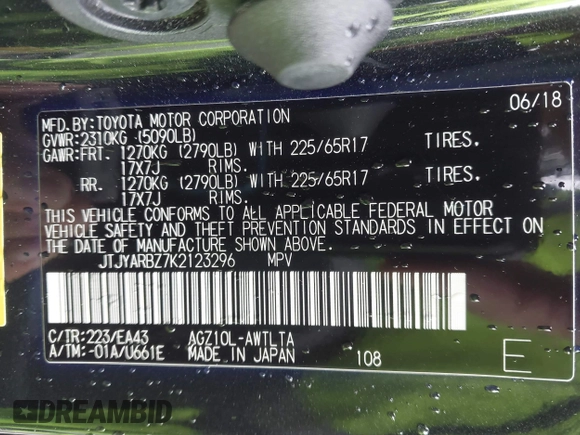 06/18
MFD.BY:TOYOTA MOTOR CORPORATION
GVWR:2310KG (5090LB)
GAWR:FRT. 1270KG (2790LB) WITH 225/65R17 TIRES,
17X7J RIMS.
RR. 1270KG (2790LB) WITH 225/65R17 TIRES,
17X7J RIMS.
THIS VEHICLE CONFORMS TO ALL APPLICABLE FEDERAL MOTOR
VEHICLE SAFETY AND THEFT PREVENTION STANDARDS IN EFFECT ON
THE DATE OF MANUFACTURE SHOWN ABOVE.
JTJYARBZ7K2123296 MPV
C/TR:223/EA43 AGZ10L-AWTLTA
A/TM:-01A/U661E MADE IN JAPAN 108 E
DREAMBID